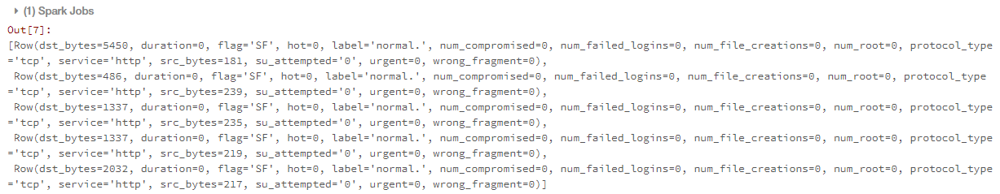 (1) Spark Jobs
Out[7]:
[Row(dst_bytes=5450, duration=0, flag='SF', hot=0, label='normal.', num_compromised=0, num_failed_logins=0, num_file_creations=0, num_root=0, protocol_type
='tcp', service='http', src_bytes=181, su_attempted='0', urgent=0, wrong_fragment=0),
Row(dst_bytes=486, duration=0, flag='SF', hot=0, label='normal.', num_compromised=0, num_failed_logins=0, num_file_creations=0, num_root=0, protocol_type
='tcp', service='http', src_bytes=239, su_attempted='0', urgent=0, wrong_fragment=0),
Row(dst_bytes=1337, duration=0, flag='SF', hot=0, label='normal.', num_compromised=0, num_failed_logins=0, num_file_creations=0, num_root=0, protocol_type
='tcp', service='http', src_bytes=235, su_attempted='0', urgent=0, wrong_fragment=0),
Row(dst_bytes=1337, duration=0, flag='SF', hot=0, label='normal.', num_compromised=0, num_failed_logins=0, num_file_creations=0, num_root=0, protocol_type
='tcp', service='http', src_bytes=219, su_attempted='0', urgent=0, wrong_fragment=0),
Row(dst_bytes=2032, duration=0, flag='SF', hot=0, label='normal.', num_compromised=0, num_failed_logins=0, num_file_creations=0, num_root=0, protocol_type
='tcp', service='http', src_bytes=217, su_attempted='0', urgent=0, wrong_fragment=0)]